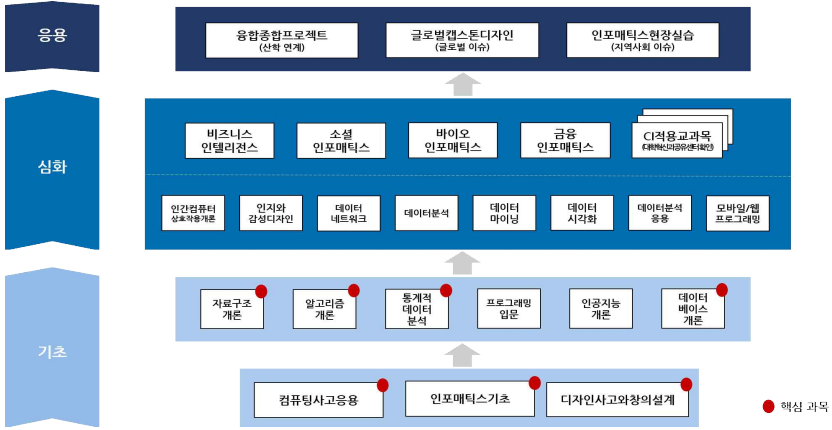 응용
융합종합프로젝트
(산학 연계)
글로벌캡스톤디자인
(글로벌 이슈)
인포매틱스현장실습
(지역사회 이슈)
심화
비즈니스
인텔리전스
소셜
인포매틱스
바이오
인포매틱스
금융
인포매틱스
CI적용교과목
(대학혁신과공유센터확인)
인간컴퓨터
상호작용개론
인지와
감성디자인
데이터
네트워크
데이터분석
데이터
마이닝
데이터
시각화
데이터분석
응용
모바일/웹
프로그래밍
기초
자료구조
개론
알고리즘
개론
통계적
데이터
분석
프로그래밍
입문
인공지능
개론
데이터
베이스
개론
컴퓨팅사고응용
인포매틱스기초
디자인사고와창의설계
핵심 과목